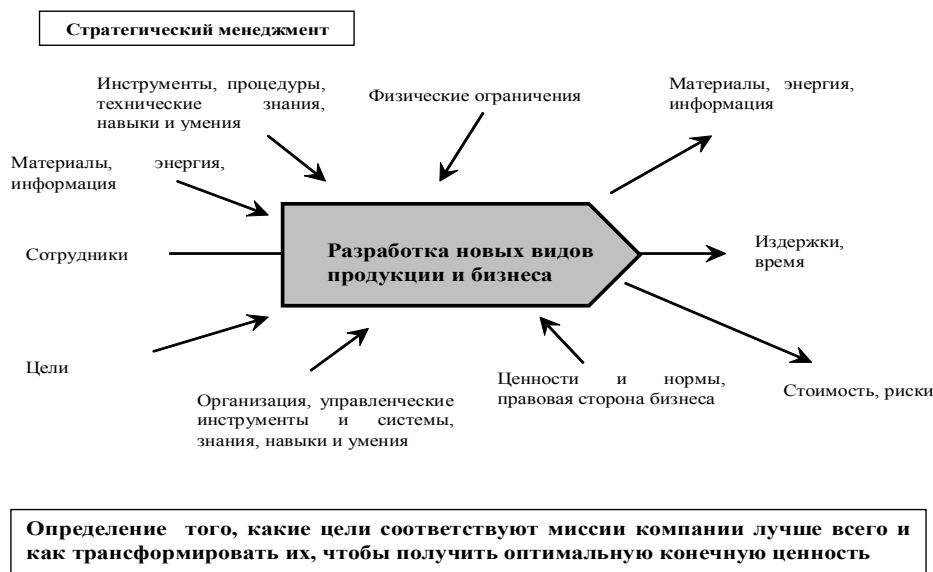 Стратегический менеджмент
Инструменты, процедуры,
технические знания,
навыки и умения
Физические ограничения
Материалы, энергия,
информация
Материалы, энергия,
информация
Сотрудники
Разработка новых видов
продукции и бизнеса
Издержки,
время
Цели
Организация, управленческие
инструменты и системы,
знания, навыки и умения
Ценности и нормы,
правовая сторона бизнеса
Стоимость, риски
Определение того, какие цели соответствуют миссии компании лучше всего и
как трансформировать их, чтобы получить оптимальную конечную ценность